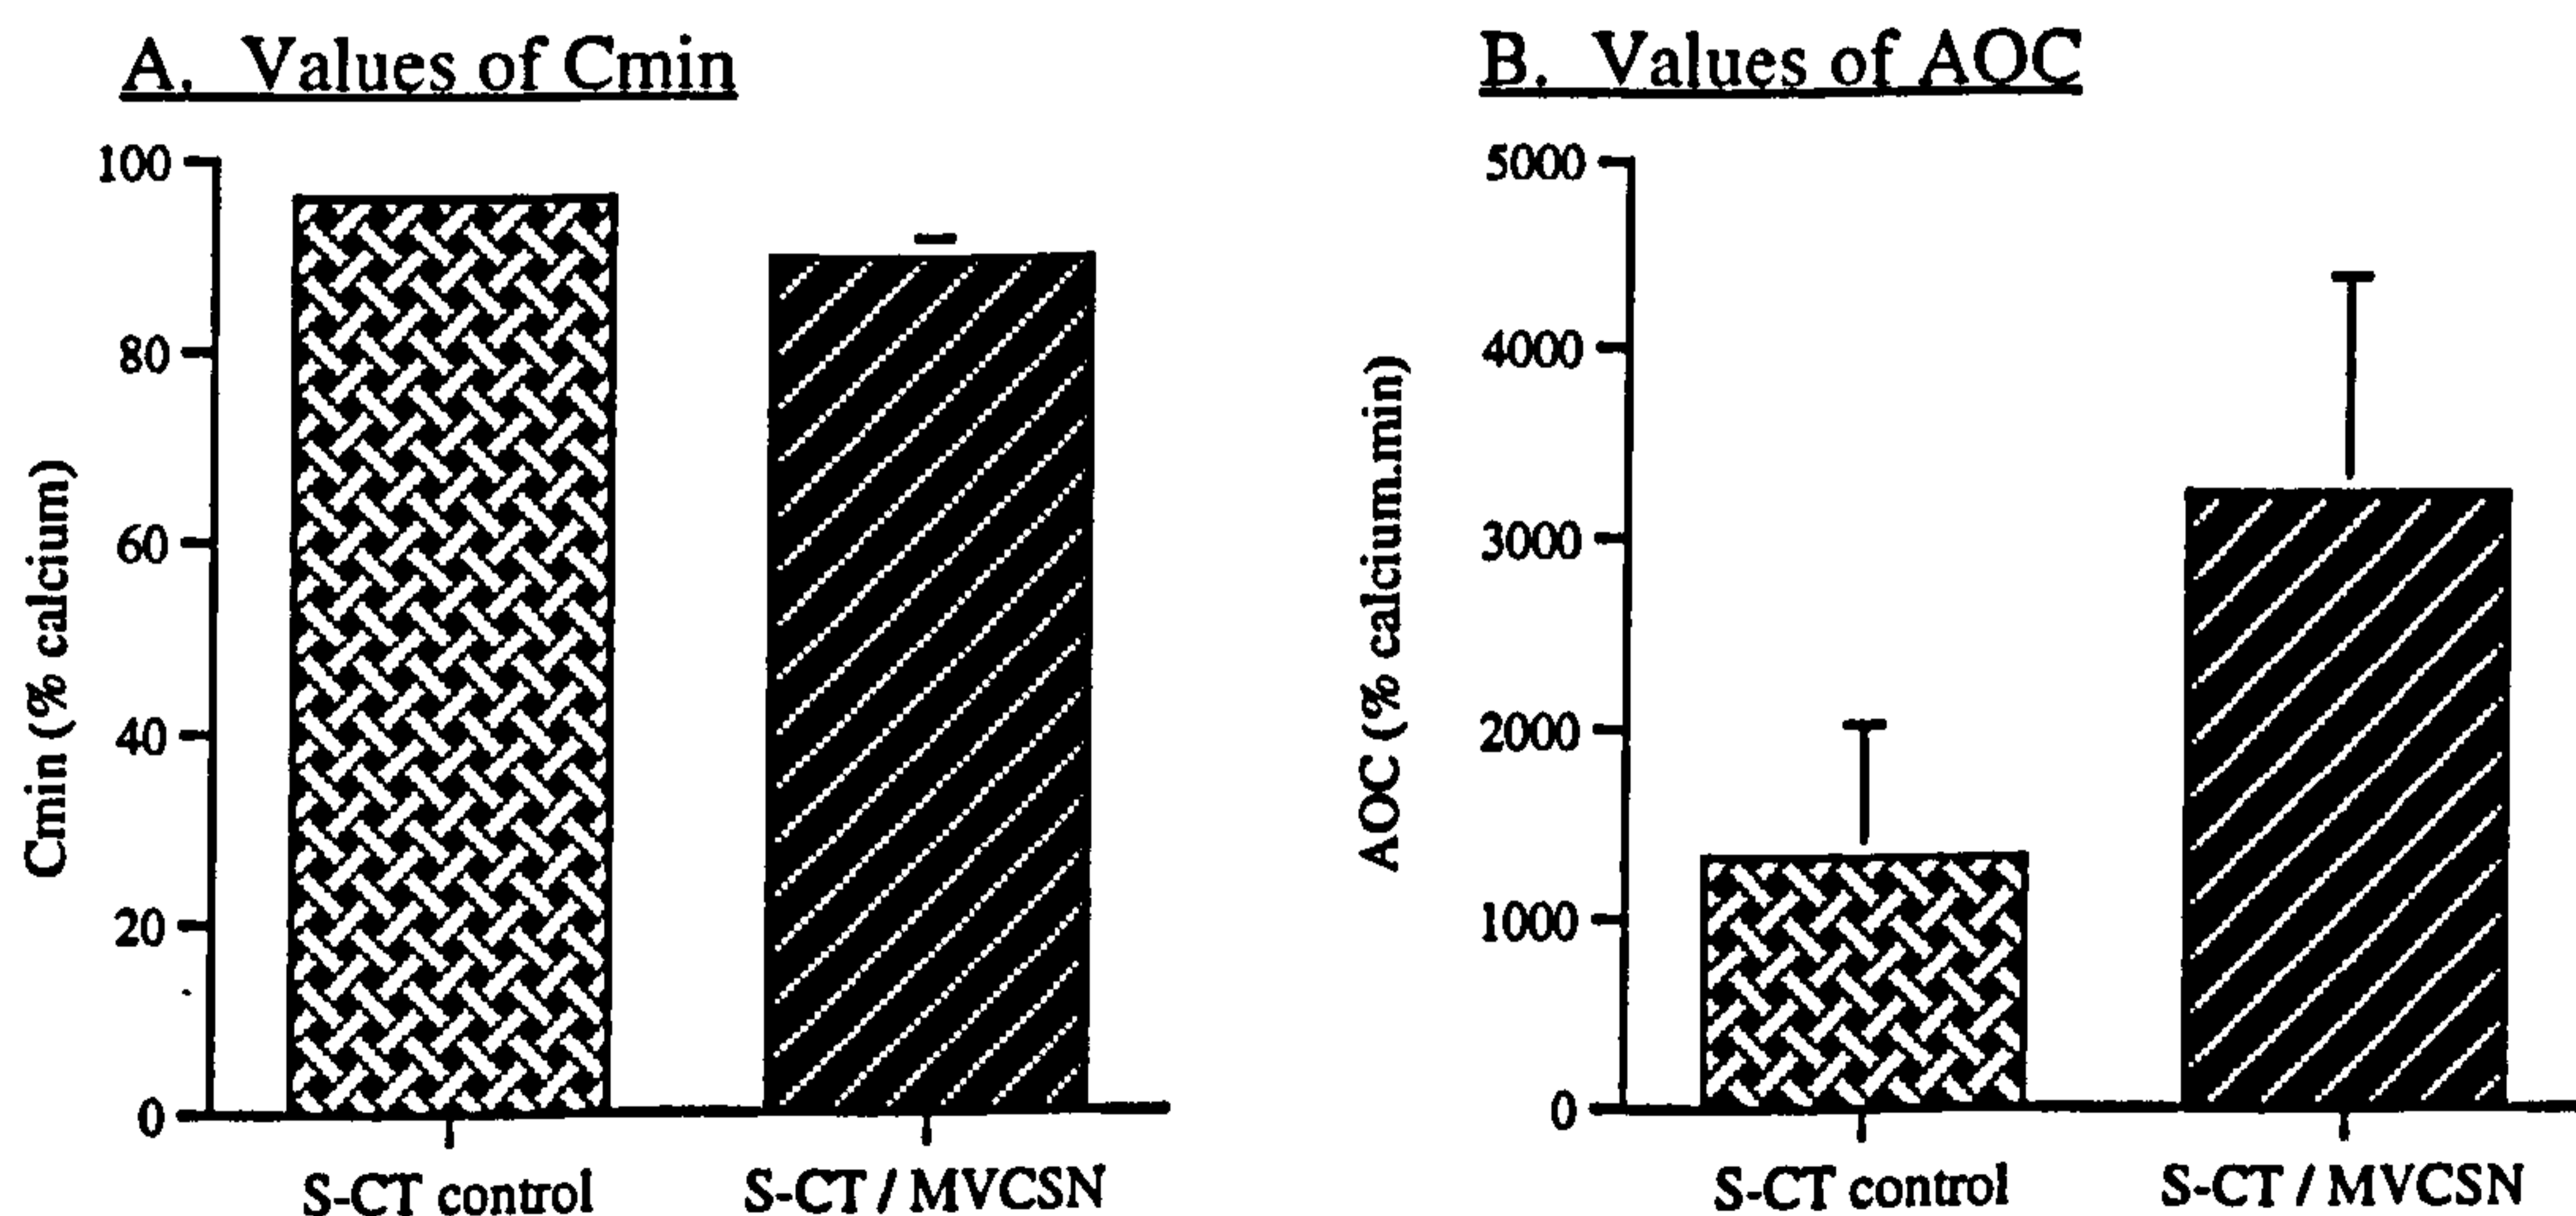 A. Values of Cmin
100
80
60
40
20
0
Cmin (% calcium)
S-CT control
S-CT / MVCSN
B. Values of AOC
5000
4000
3000
2000
1000
0
AOC (% calcium.min)
S-CT control
S-CT / MVCSN